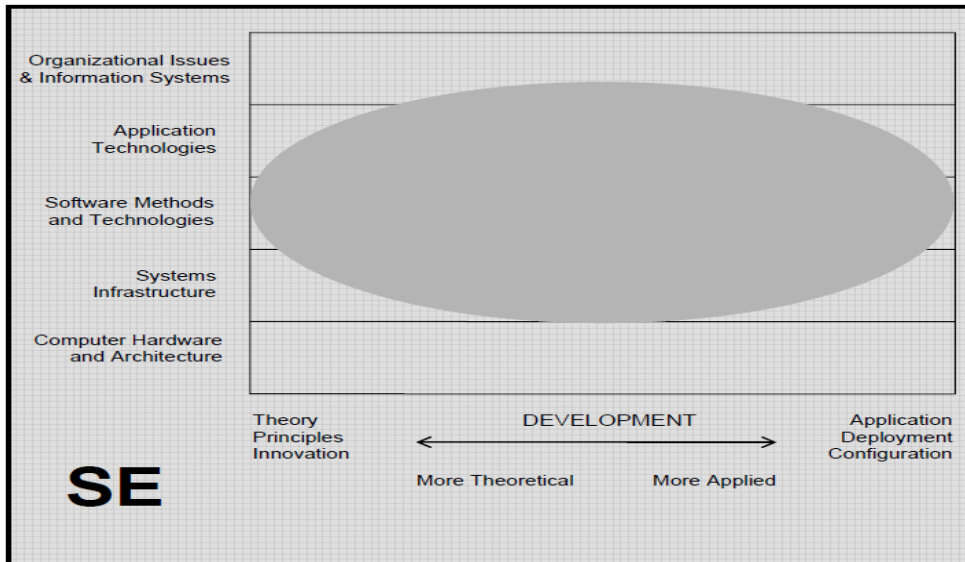 Organizational Issues
& Information Systems
Application
Technologies
Software Methods
and Technologies
Systems
Infrastructure
Computer Hardware
and Architecture
Theory
Principles
Innovation
DEVELOPMENT
Application
Deployment
Configuration
More Theoretical
More Applied
SE